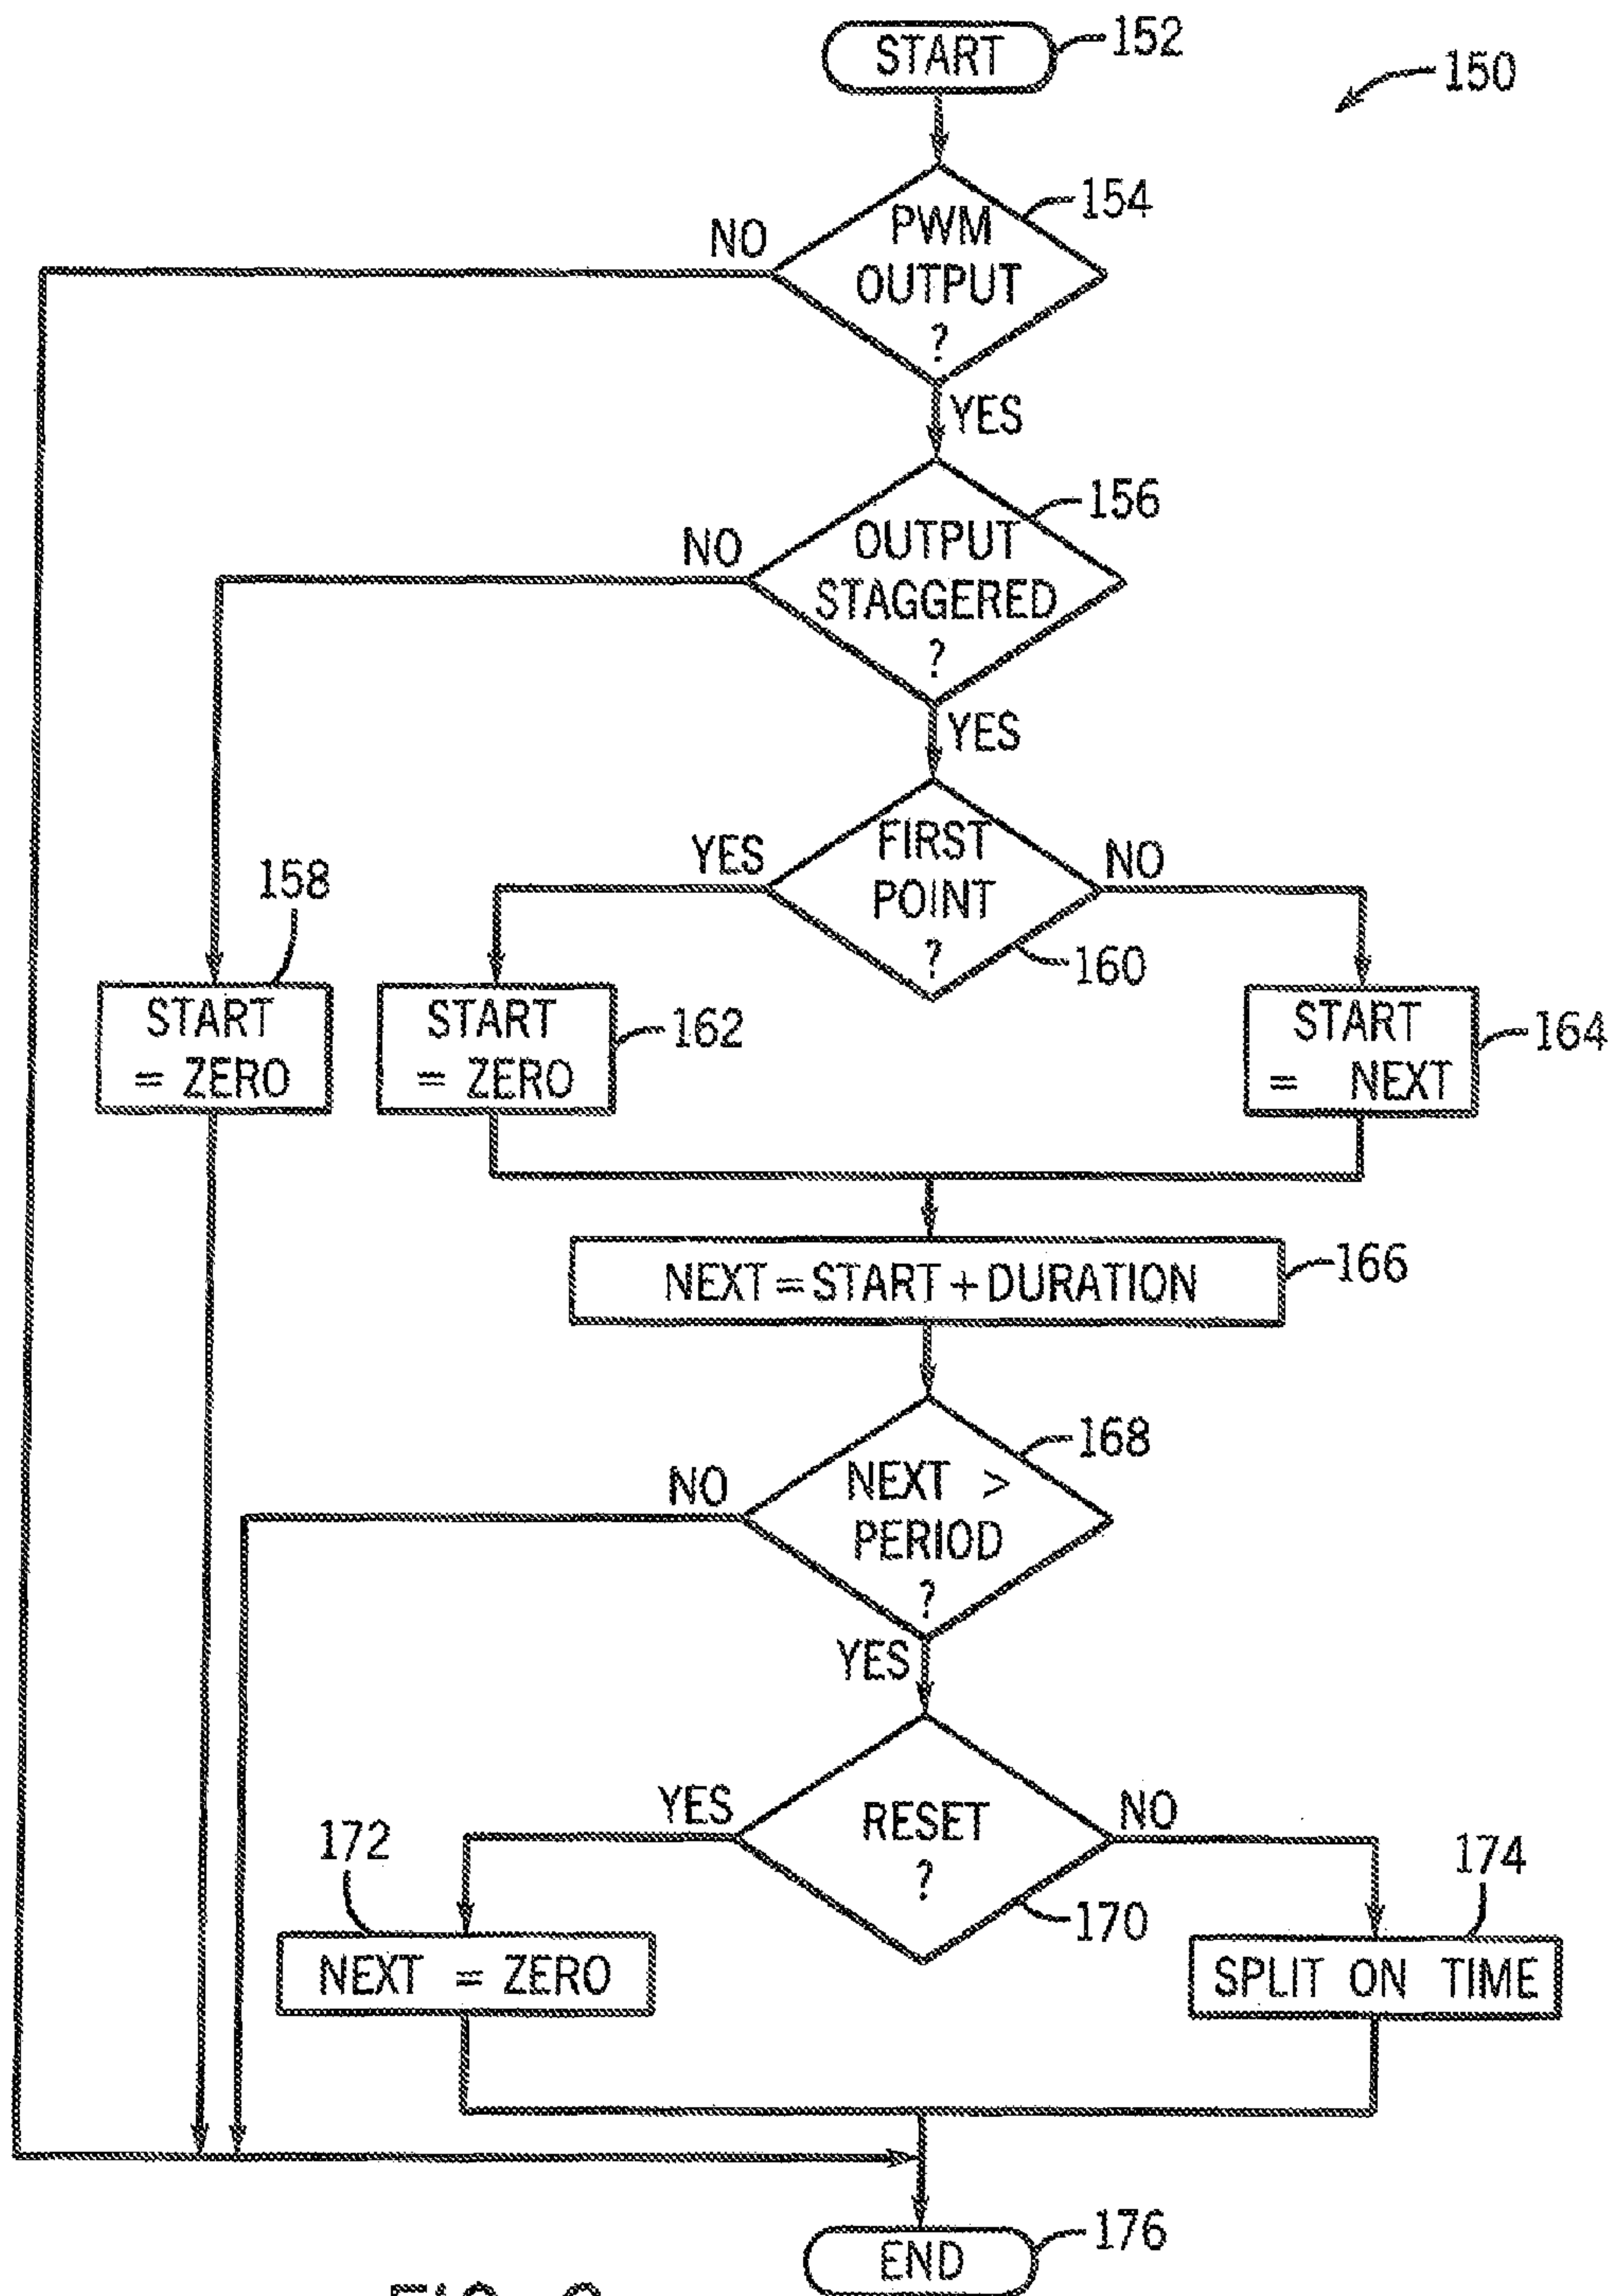 START
152
150
154
PWM
OUTPUT
?
NO
YES
156
OUTPUT
STAGGERED
?
NO
YES
FIRST
POINT
?
YES
NO
160
158
START
= ZERO
START
= ZERO
162
START
= NEXT
164
NEXT = START + DURATION
166
168
NEXT >
PERIOD
?
NO
YES
RESET
?
YES
NO
170
172
NEXT = ZERO
174
SPLIT ON TIME
END
176